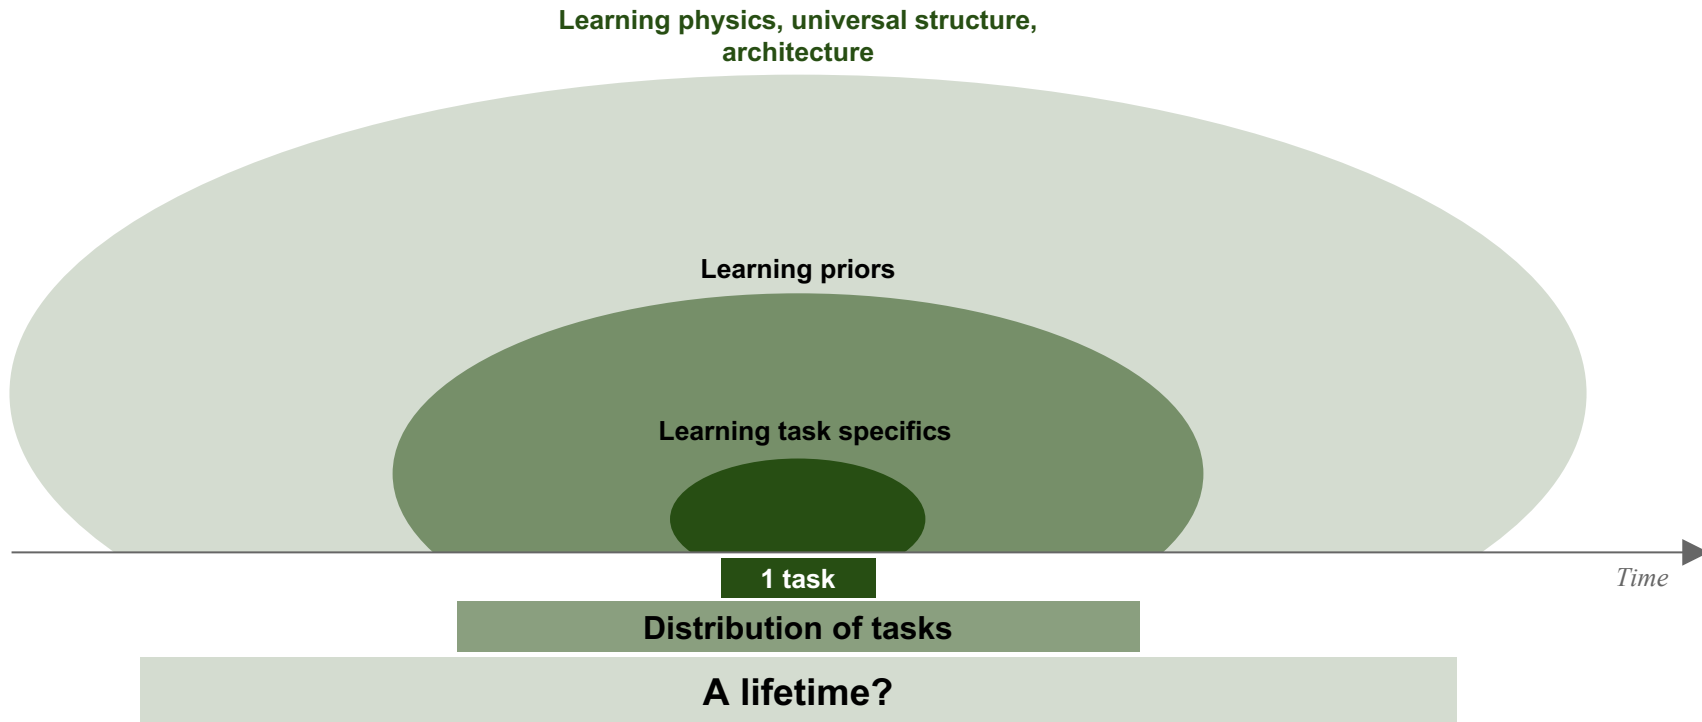 Learning physics, universal structure,
architecture
Learning priors
Learning task specifics
1 task
Time
Distribution of tasks
A lifetime?